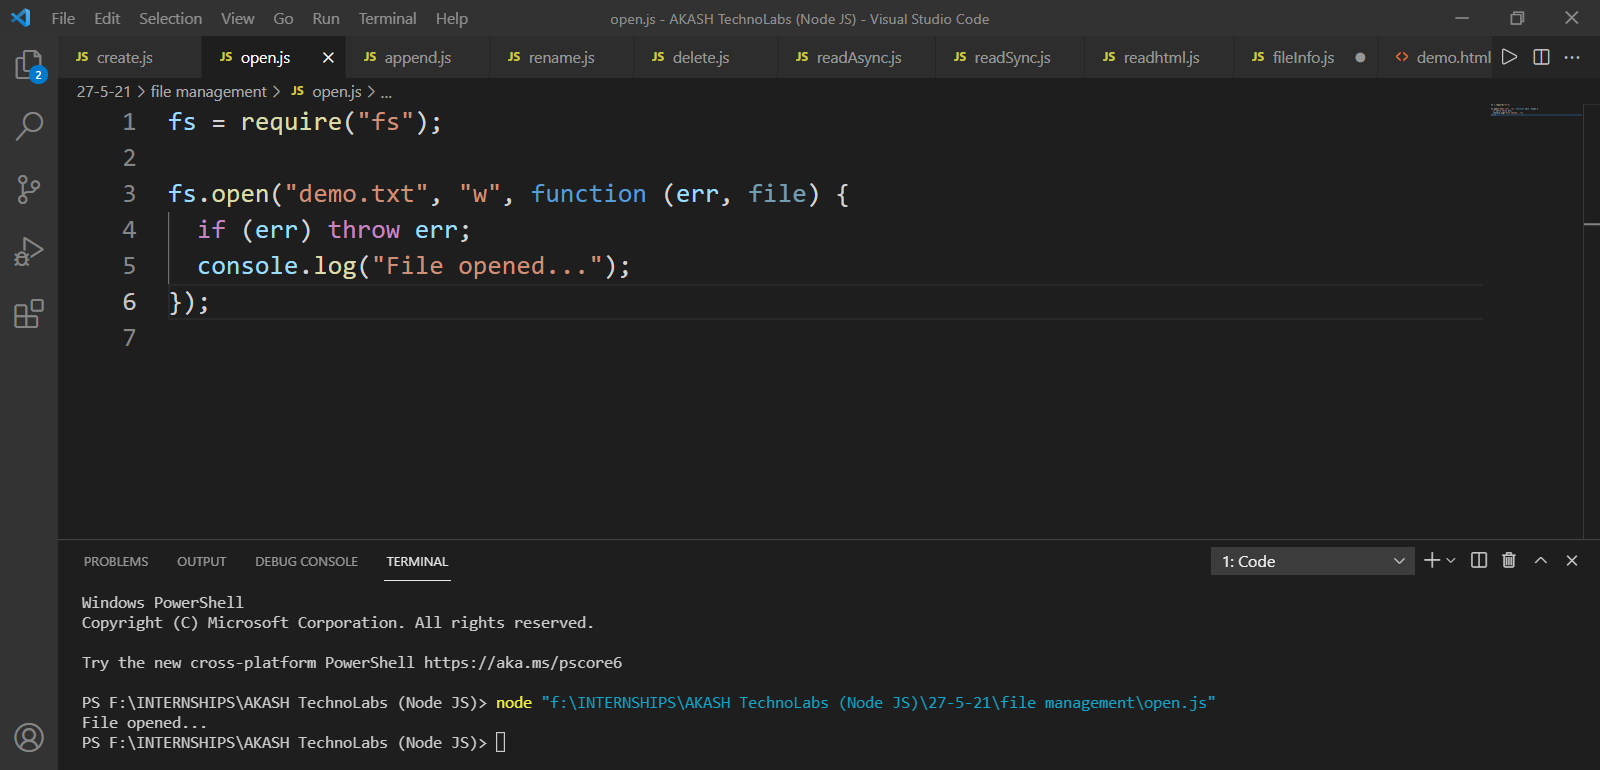 File Edit Selection View Go Run Terminal Help open.js - AKASH TechnoLabs (Node JS) - Visual Studio Code
JS create.js JS open.js JS append.js JS rename.js JS delete.js JS readAsync.js JS readSync.js JS readhtml.js JS fileInfo.js <> demo.html
27-5-21 > file management > JS open.js > ...
2
1 fs = require("fs");
2
3 fs.open("demo.txt", "w", function (err, file) {
4 if (err) throw err;
5 console.log("File opened...");
6 });
7
PROBLEMS OUTPUT DEBUG CONSOLE TERMINAL 1: Code
Windows PowerShell
Copyright (C) Microsoft Corporation. All rights reserved.
Try the new cross-platform PowerShell https://aka.ms/pscore6
PS F:\INTERNSHIPS\AKASH TechnoLabs (Node JS)> node "f:\INTERNSHIPS\AKASH TechnoLabs (Node JS)\27-5-21\file management\open.js"
File opened...
PS F:\INTERNSHIPS\AKASH TechnoLabs (Node JS)>